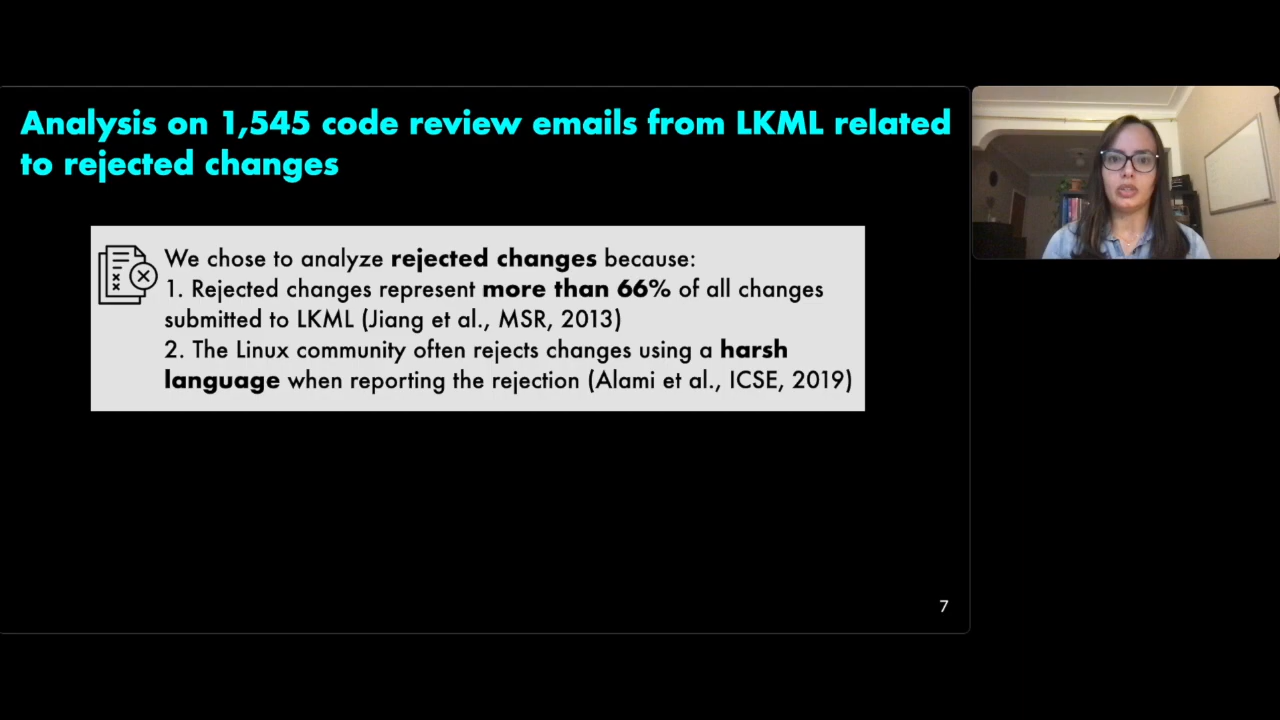 Analysis on 1,545 code review emails from LKML related
to rejected changes
We chose to analyze rejected changes because:
1. Rejected changes represent more than 66% of all changes
submitted to LKML (Jiang et al., MSR, 2013)
2. The Linux community often rejects changes using a harsh
language when reporting the rejection (Alami et al., ICSE, 2019)
7